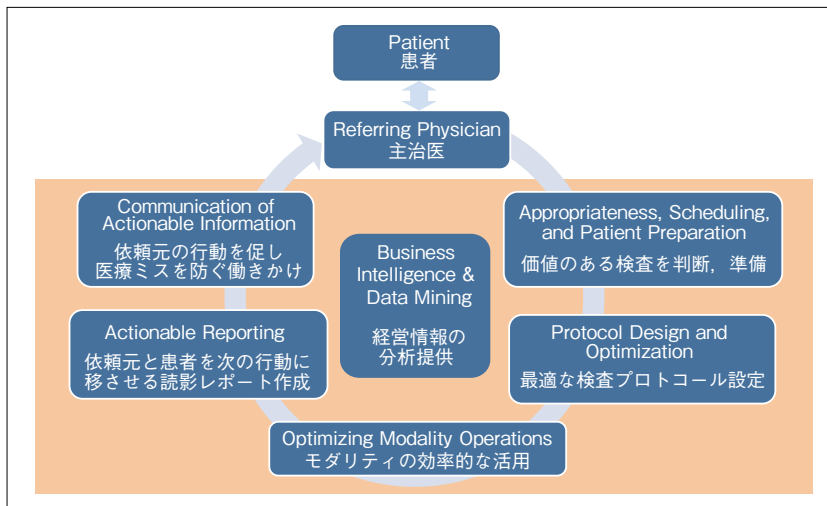 Patient
患者
Referring Physician
主治医
Communication of
Actionable Information
依頼元の行動を促し
医療ミスを防ぐ働きかけ
Appropriateness, Scheduling,
and Patient Preparation
価値のある検査を判断，準備
Business
Intelligence &
Data Mining
経営情報の
分析提供
Actionable Reporting
依頼元と患者を次の行動に
移させる読影レポート作成
Protocol Design and
Optimization
最適な検査プロトコール設定
Optimizing Modality Operations
モダリティの効率的な活用